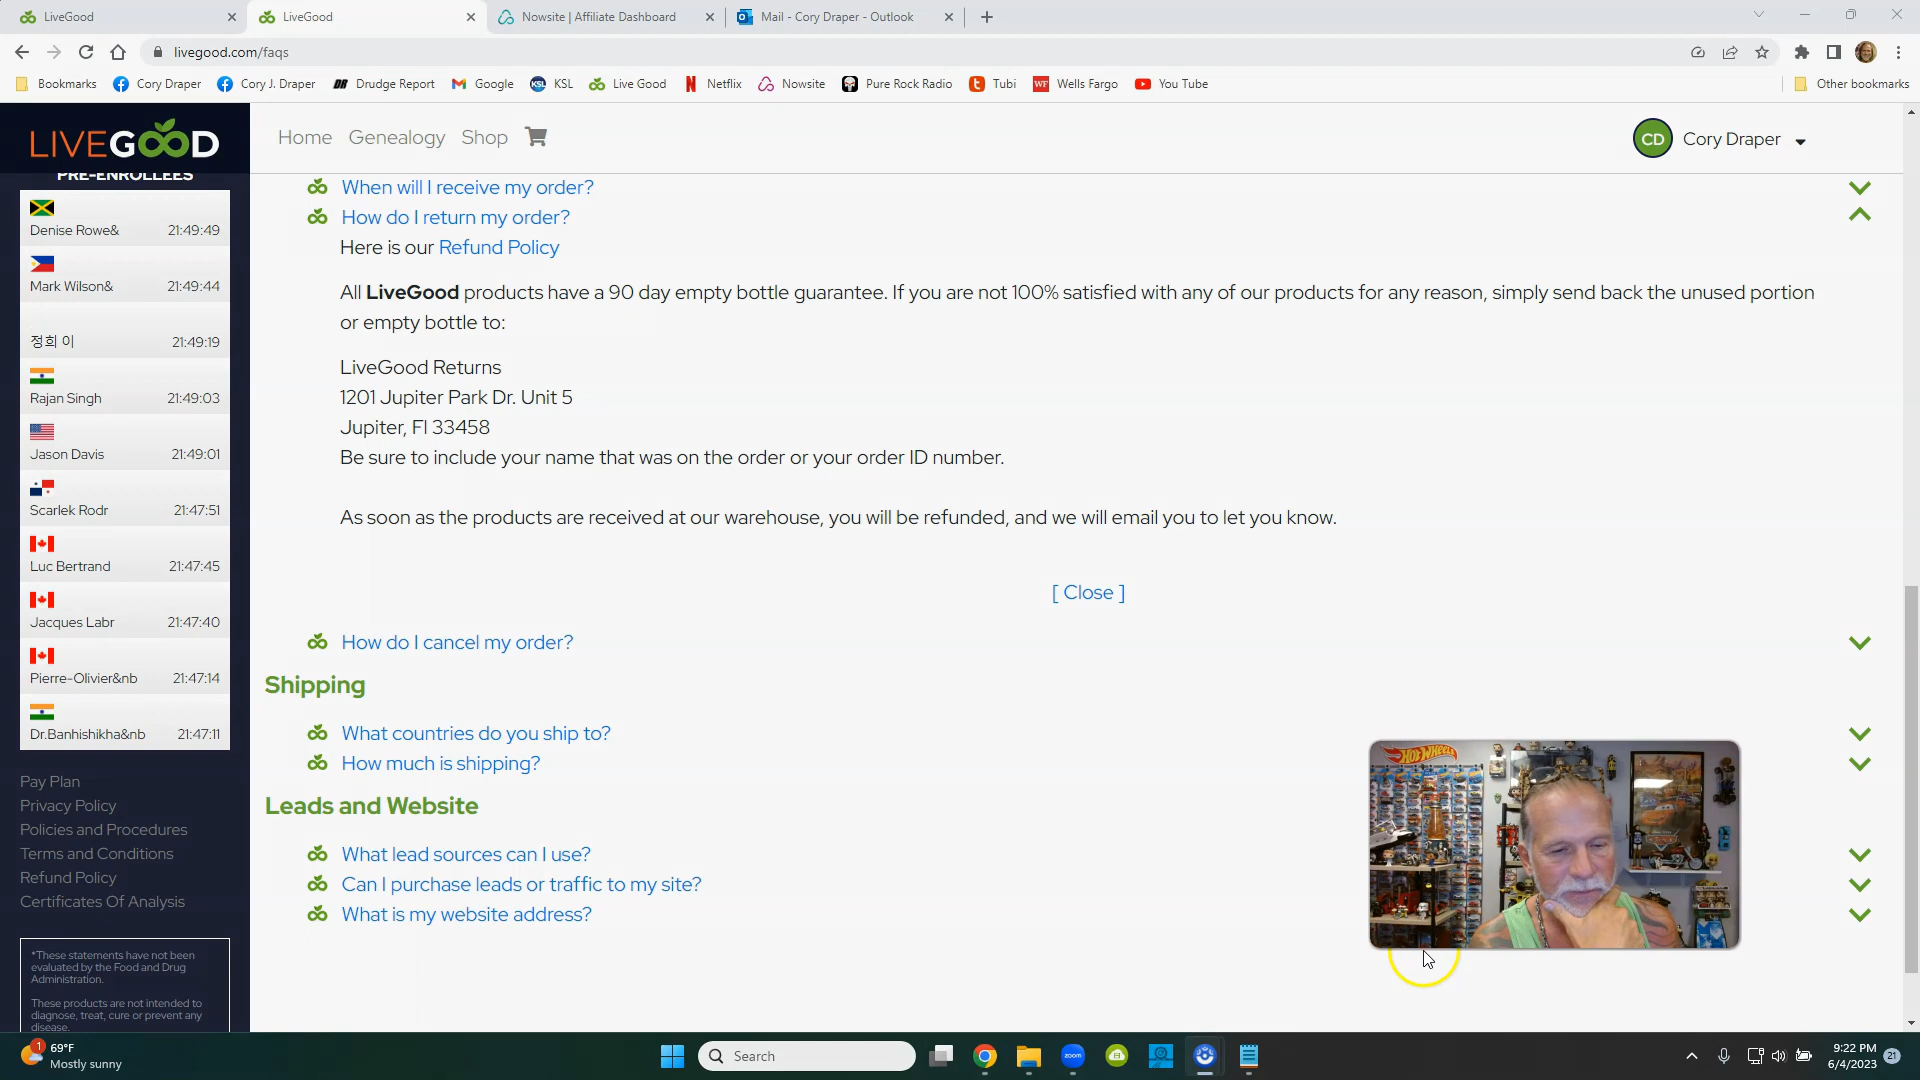 LiveGood
LiveGood
Nowsite | Affiliate Dashboard
Mail - Cory Draper - Outlook
livegood.com/faqs
Bookmarks
Cory Draper
Cory J. Draper
DR Drudge Report
Google
KSL KSL
Live Good
Netflix
Nowsite
Pure Rock Radio
Tubi
WF Wells Fargo
You Tube
Other bookmarks
LIVEGOOD
Home
Genealogy
Shop
CD Cory Draper
PRE-ENROLLEES
Denise Rowe& 21:49:49
Mark Wilson& 21:49:44
정희 이 21:49:19
Rajan Singh 21:49:03
Jason Davis 21:49:01
Scarlek Rodr 21:47:51
Luc Bertrand 21:47:45
Jacques Labr 21:47:40
Pierre-Olivier&nb 21:47:14
Dr.Banhishikha&nb 21:47:11
Pay Plan
Privacy Policy
Policies and Procedures
Terms and Conditions
Refund Policy
Certificates Of Analysis
*These statements have not been
evaluated by the Food and Drug
Administration.
These products are not intended to
diagnose, treat, cure or prevent any
disease.
When will I receive my order?
How do I return my order?
Here is our Refund Policy
All LiveGood products have a 90 day empty bottle guarantee. If you are not 100% satisfied with any of our products for any reason, simply send back the unused portion
or empty bottle to:
LiveGood Returns
1201 Jupiter Park Dr. Unit 5
Jupiter, Fl 33458
Be sure to include your name that was on the order or your order ID number.
As soon as the products are received at our warehouse, you will be refunded, and we will email you to let you know.
[ Close ]
How do I cancel my order?
Shipping
What countries do you ship to?
How much is shipping?
Leads and Website
What lead sources can I use?
Can I purchase leads or traffic to my site?
What is my website address?
HOT WHEELS
1
69°F
Mostly sunny
Search
zoom
9:22 PM
6/4/2023
21